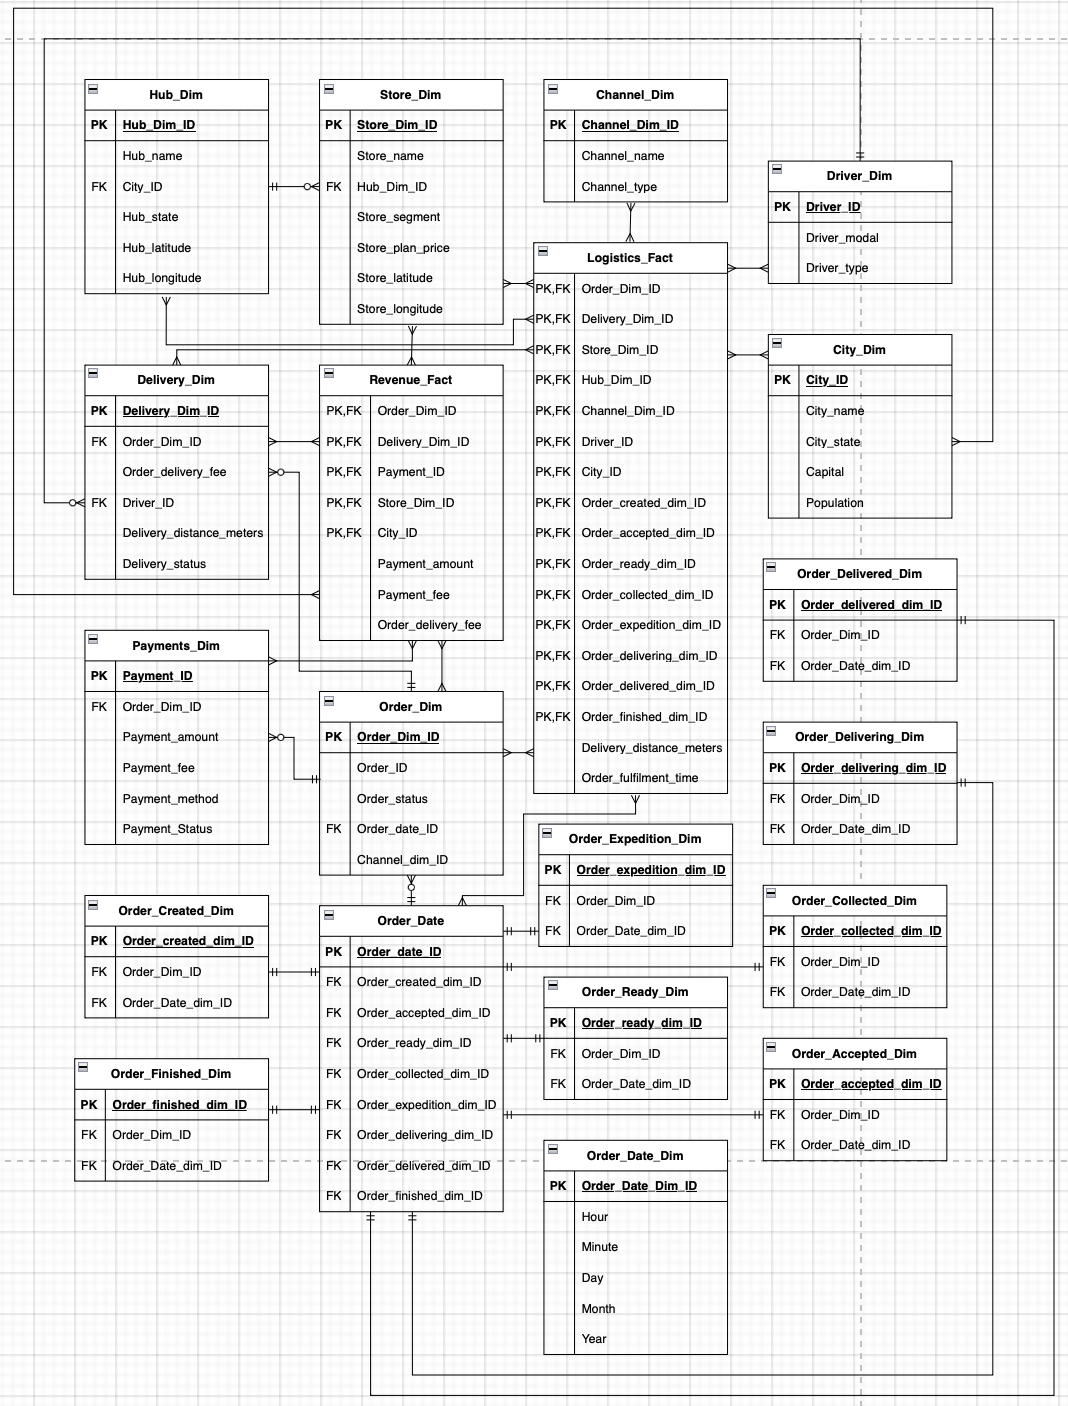 Hub_Dim
PK Hub_Dim_ID
Hub_name
FK City_ID
Hub_state
Hub_latitude
Hub_longitude
Store_Dim
PK Store_Dim_ID
Store_name
FK Hub_Dim_ID
Store_segment
Store_plan_price
Store_latitude
Store_longitude
Channel_Dim
PK Channel_Dim_ID
Channel_name
Channel_type
Driver_Dim
PK Driver_ID
Driver_modal
Driver_type
Logistics_Fact
PK,FK Order_Dim_ID
PK,FK Delivery_Dim_ID
PK,FK Store_Dim_ID
PK,FK Hub_Dim_ID
PK,FK Channel_Dim_ID
PK,FK Driver_ID
PK,FK City_ID
PK,FK Order_created_dim_ID
PK,FK Order_accepted_dim_ID
PK,FK Order_ready_dim_ID
PK,FK Order_collected_dim_ID
PK,FK Order_expedition_dim_ID
PK,FK Order_delivering_dim_ID
PK,FK Order_delivered_dim_ID
PK,FK Order_finished_dim_ID
Delivery_distance_meters
Order_fulfilment_time
City_Dim
PK City_ID
City_name
City_state
Capital
Population
Delivery_Dim
PK Delivery_Dim_ID
FK Order_Dim_ID
Order_delivery_fee
FK Driver_ID
Delivery_distance_meters
Delivery_status
Revenue_Fact
PK,FK Order_Dim_ID
PK,FK Delivery_Dim_ID
PK,FK Payment_ID
PK,FK Store_Dim_ID
PK,FK City_ID
Payment_amount
Payment_fee
Order_delivery_fee
Order_Delivered_Dim
PK Order_delivered_dim_ID
FK Order_Dim_ID
FK Order_Date_dim_ID
Payments_Dim
PK Payment_ID
FK Order_Dim_ID
Payment_amount
Payment_fee
Payment_method
Payment_Status
Order_Dim
PK Order_Dim_ID
Order_ID
Order_status
FK Order_date_ID
Channel_dim_ID
Order_Delivering_Dim
PK Order_delivering_dim_ID
FK Order_Dim_ID
FK Order_Date_dim_ID
Order_Expedition_Dim
PK Order_expedition_dim_ID
FK Order_Dim_ID
FK Order_Date_dim_ID
Order_Collected_Dim
PK Order_collected_dim_ID
FK Order_Dim_ID
FK Order_Date_dim_ID
Order_Created_Dim
PK Order_created_dim_ID
FK Order_Dim_ID
FK Order_Date_dim_ID
Order_Date
PK Order_date_ID
FK Order_created_dim_ID
FK Order_accepted_dim_ID
FK Order_ready_dim_ID
FK Order_collected_dim_ID
FK Order_expedition_dim_ID
FK Order_delivering_dim_ID
FK Order_delivered_dim_ID
FK Order_finished_dim_ID
Order_Ready_Dim
PK Order_ready_dim_ID
FK Order_Dim_ID
FK Order_Date_dim_ID
Order_Accepted_Dim
PK Order_accepted_dim_ID
FK Order_Dim_ID
FK Order_Date_dim_ID
Order_Finished_Dim
PK Order_finished_dim_ID
FK Order_Dim_ID
FK Order_Date_dim_ID
Order_Date_Dim
PK Order_Date_Dim_ID
Hour
Minute
Day
Month
Year